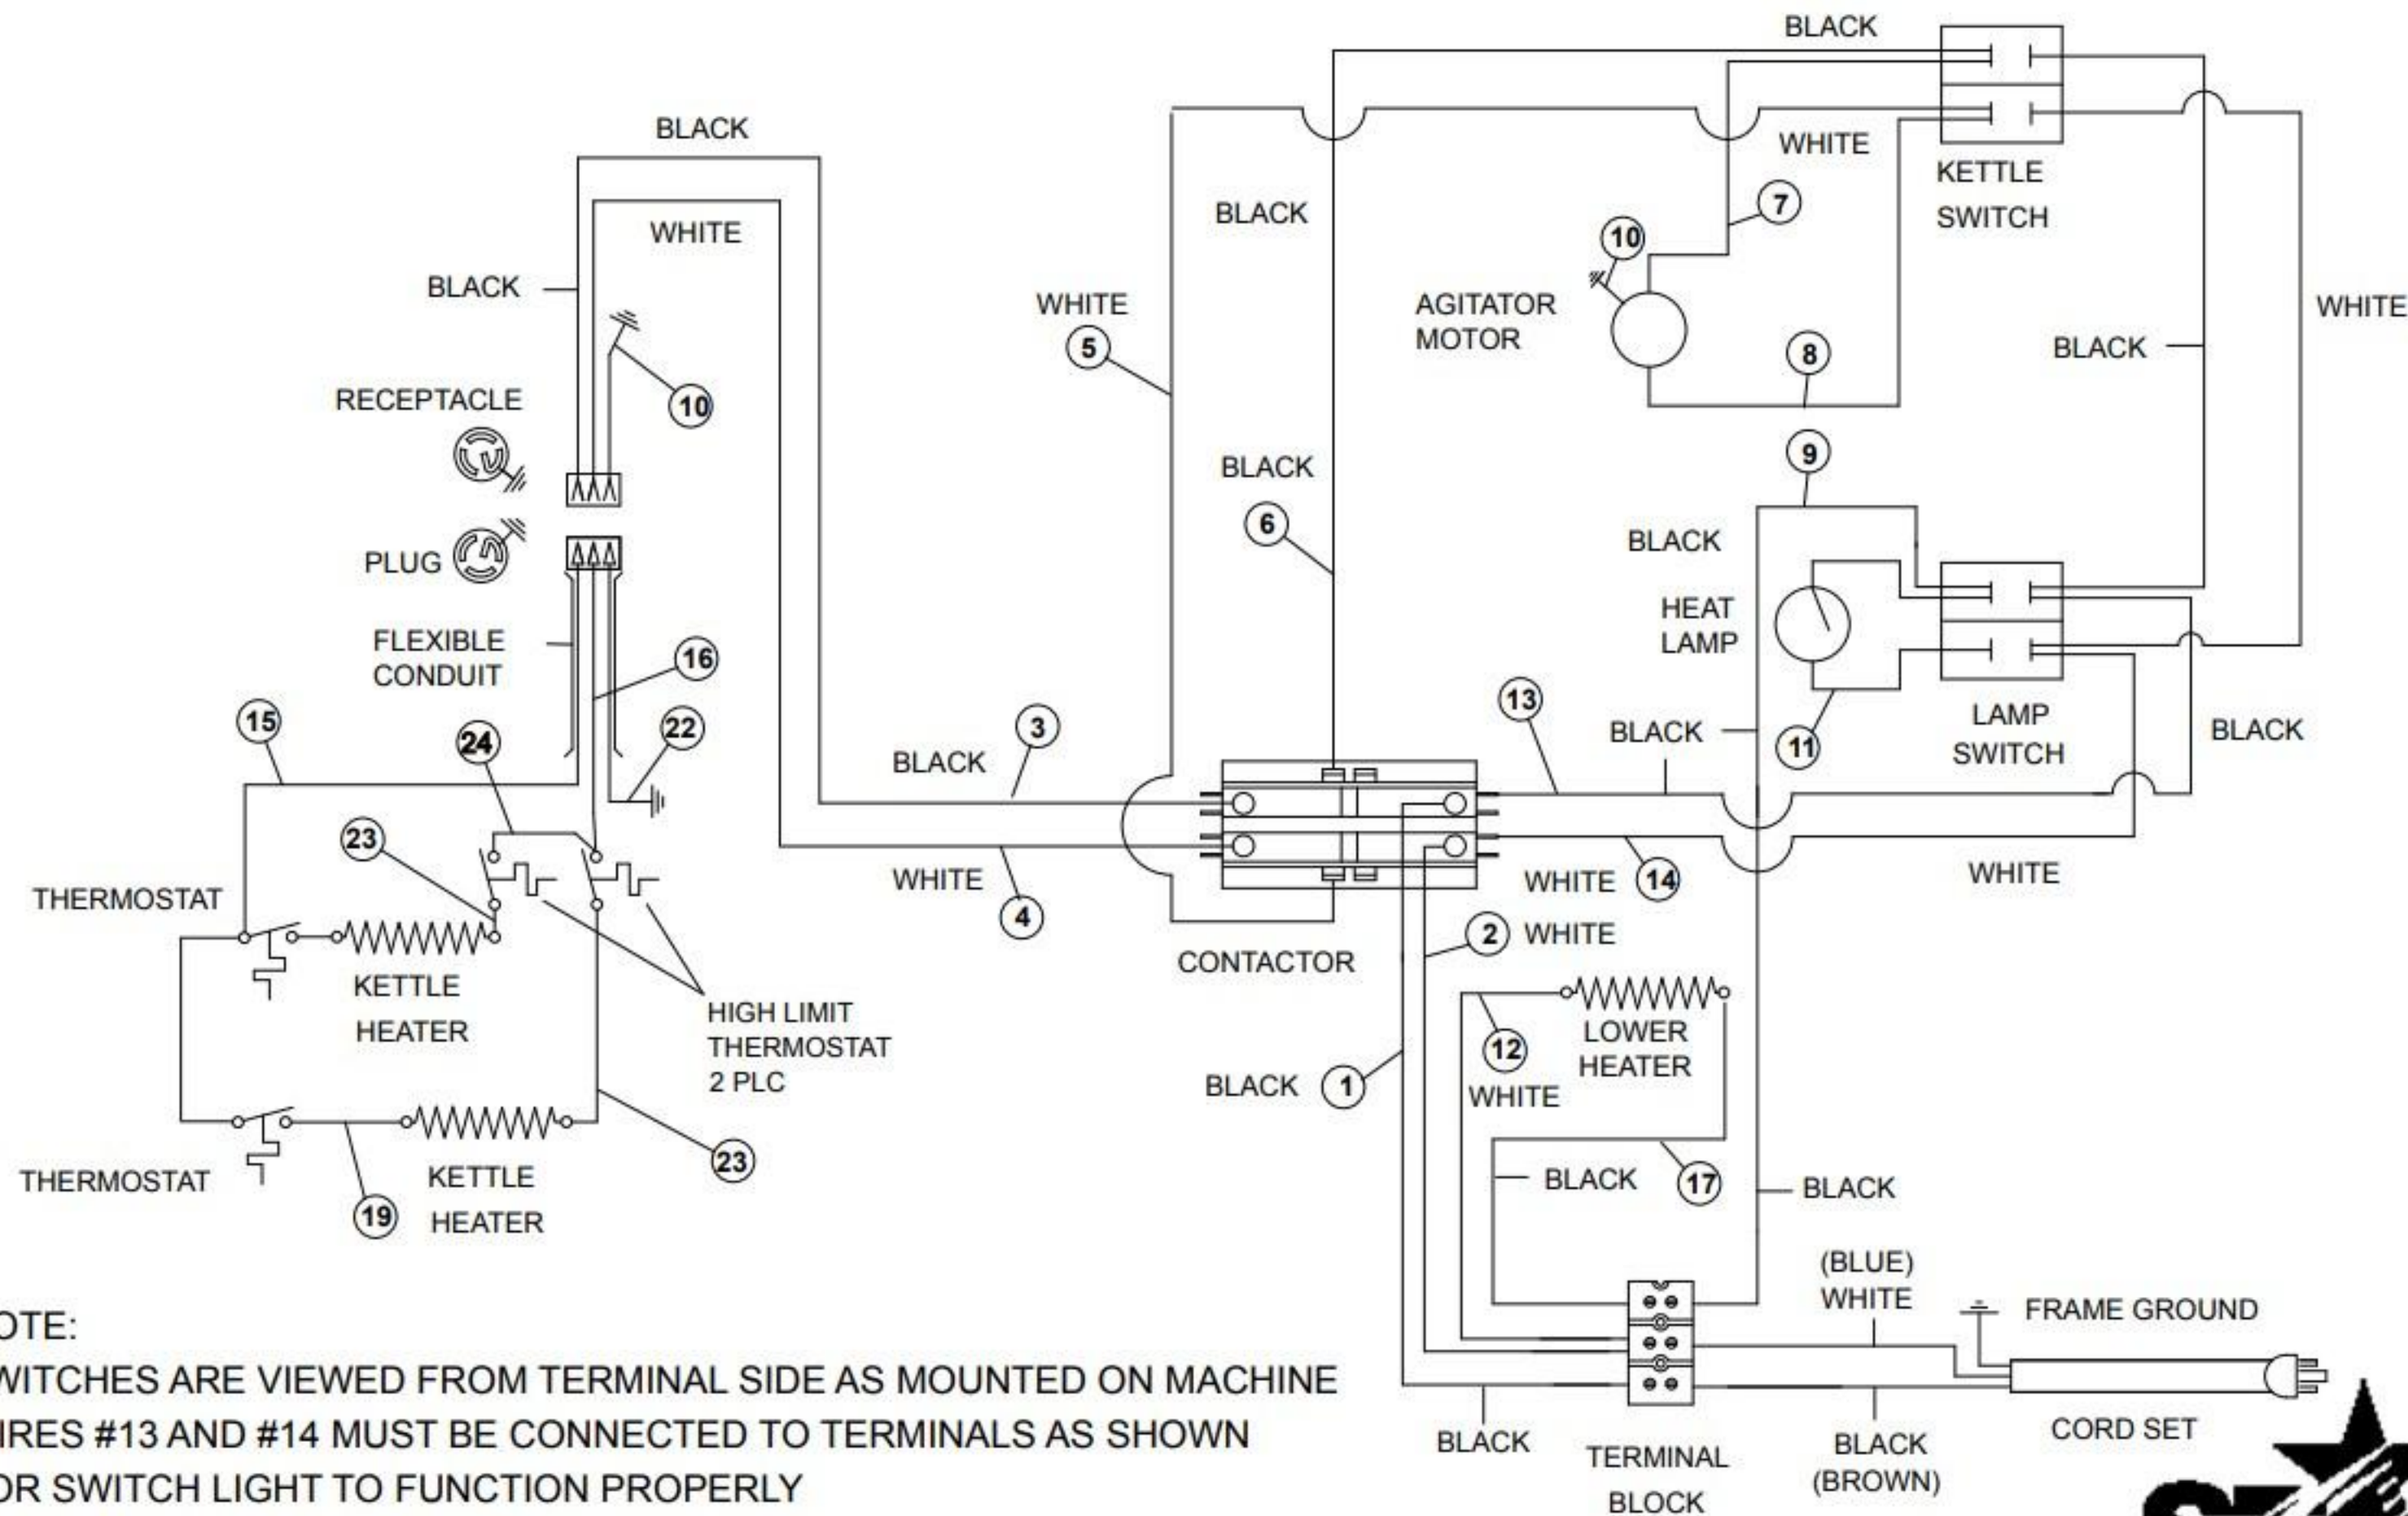 BLACK
KETTLE
SWITCH
WHITE
BLACK
WHITE
BLACK
BLACK
7
10
AGITATOR
MOTOR
8
WHITE
5
BLACK
WHITE
RECEPTACLE
10
BLACK
6
9
BLACK
PLUG
HEAT
LAMP
FLEXIBLE
CONDUIT
16
15
24
22
3
BLACK
13
BLACK
11
LAMP
SWITCH
BLACK
23
THERMOSTAT
WHITE
4
WHITE
14
WHITE
2
WHITE
CONTACTOR
KETTLE
HEATER
HIGH LIMIT
THERMOSTAT
2 PLC
12
WHITE
LOWER
HEATER
BLACK
1
THERMOSTAT
19
KETTLE
HEATER
23
BLACK
17
BLACK
(BLUE)
WHITE
FRAME GROUND
CORD SET
BLACK
TERMINAL
BLOCK
BLACK
(BROWN)
OTE:
WITCHES ARE VIEWED FROM TERMINAL SIDE AS MOUNTED ON MACHINE
IRES #13 AND #14 MUST BE CONNECTED TO TERMINALS AS SHOWN
OR SWITCH LIGHT TO FUNCTION PROPERLY